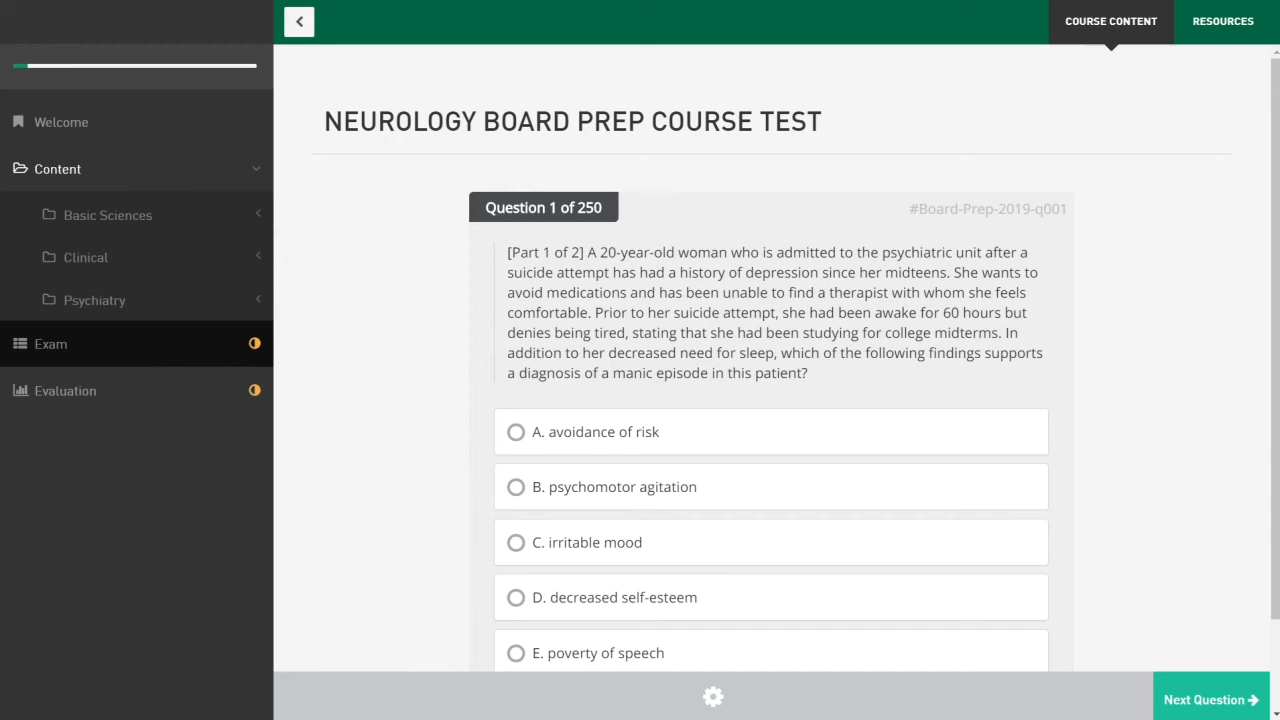 COURSE CONTENT
RESOURCES
Welcome
Content
Basic Sciences
Clinical
Psychiatry
Exam
Evaluation
NEUROLOGY BOARD PREP COURSE TEST
Question 1 of 250
#Board-Prep-2019-q001
[Part 1 of 2] A 20-year-old woman who is admitted to the psychiatric unit after a
suicide attempt has had a history of depression since her midteens. She wants to
avoid medications and has been unable to find a therapist with whom she feels
comfortable. Prior to her suicide attempt, she had been awake for 60 hours but
denies being tired, stating that she had been studying for college midterms. In
addition to her decreased need for sleep, which of the following findings supports
a diagnosis of a manic episode in this patient?
A. avoidance of risk
B. psychomotor agitation
C. irritable mood
D. decreased self-esteem
E. poverty of speech
Next Question